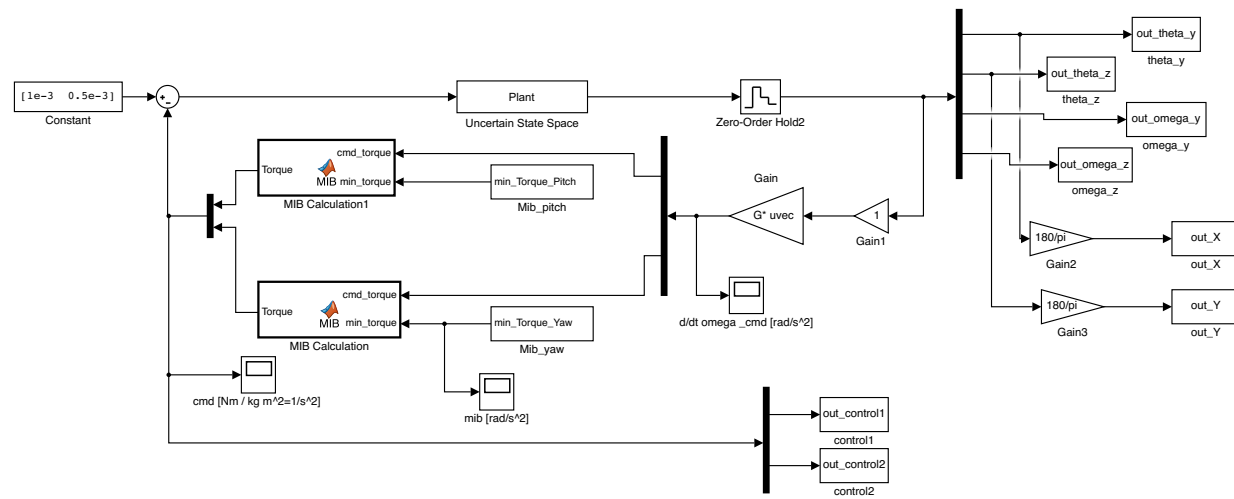 [1e-3 0.5e-3]
Constant
+
-
Plant
Uncertain State Space
Zero-Order Hold2
out_theta_y
theta_y
out_theta_z
theta_z
out_omega_y
omega_y
out_omega_z
omega_z
Torque
MIB
cmd_torque
min_torque
MIB Calculation1
min_Torque_Pitch
Mib_pitch
Gain
G* uvec
1
Gain1
180/pi
Gain2
out_X
out_X
180/pi
Gain3
out_Y
out_Y
Torque
MIB
cmd_torque
min_torque
MIB Calculation
min_Torque_Yaw
Mib_yaw
d/dt omega _cmd [rad/s^2]
cmd [Nm / kg m^2=1/s^2]
mib [rad/s^2]
out_control1
control1
out_control2
control2